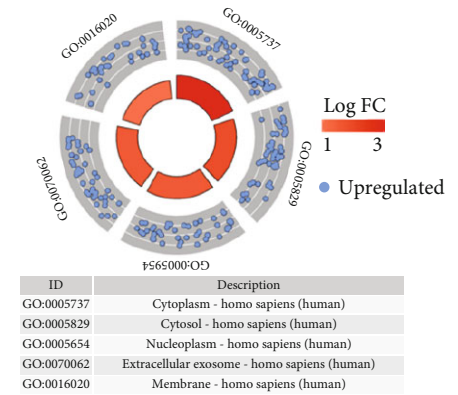 GO:0016020
GO:0005737
GO:0070062
GO:0005829
GO:0005654
Log FC
1 3
Upregulated
ID Description
GO:0005737 Cytoplasm - homo sapiens (human)
GO:0005829 Cytosol - homo sapiens (human)
GO:0005654 Nucleoplasm - homo sapiens (human)
GO:0070062 Extracellular exosome - homo sapiens (human)
GO:0016020 Membrane - homo sapiens (human)